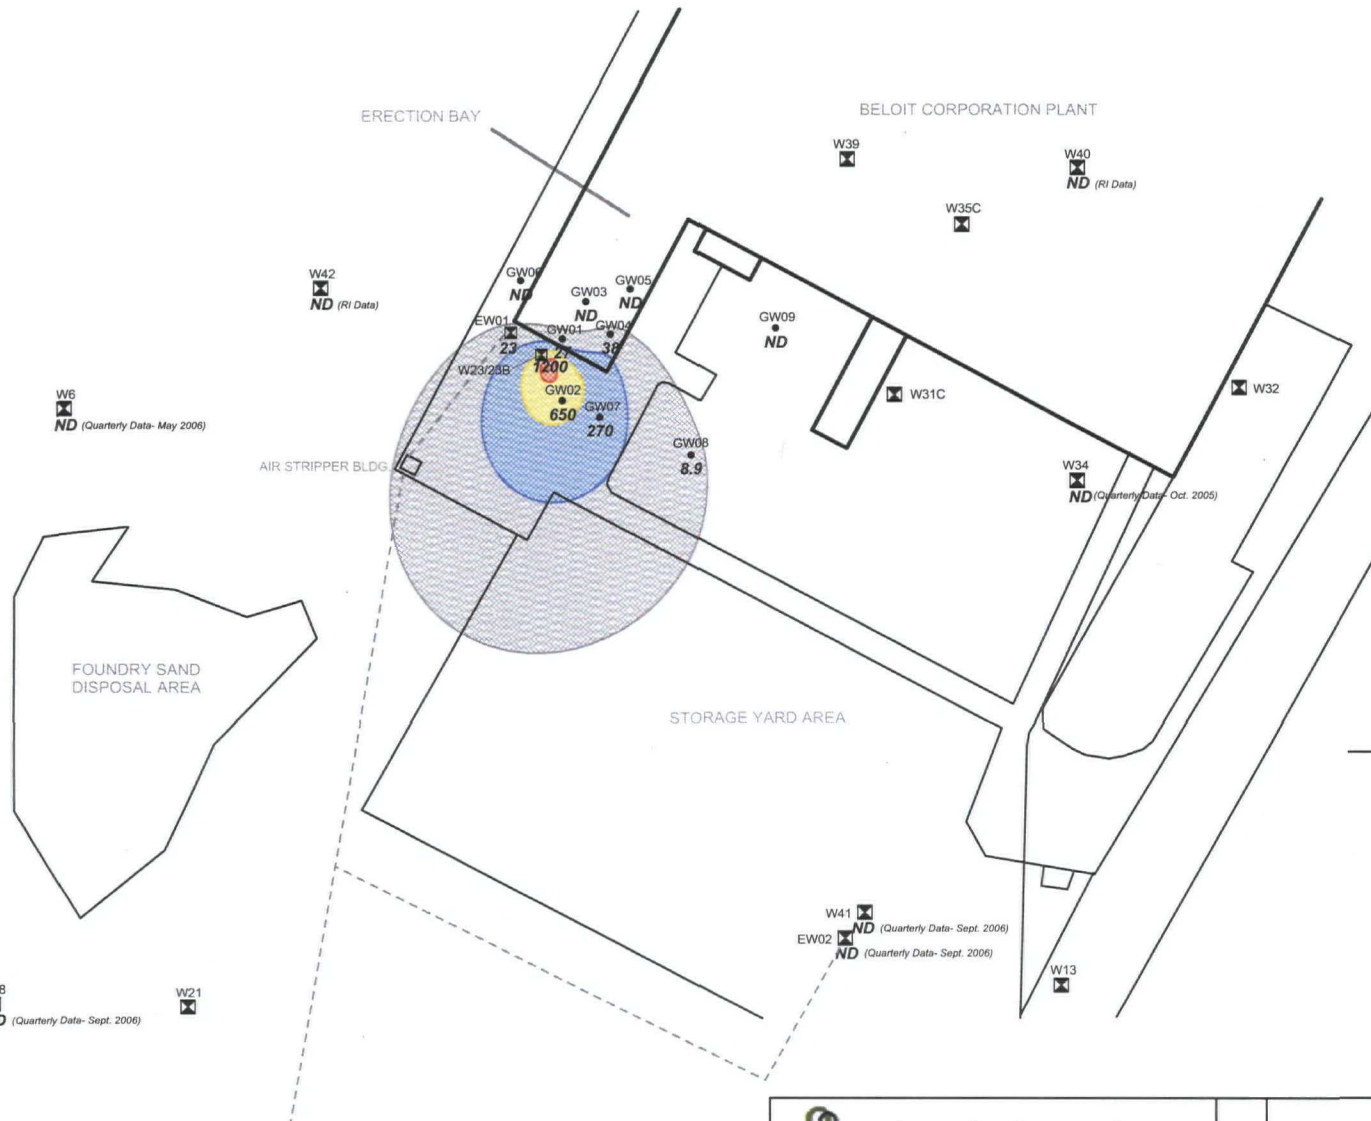 ERECTION BAY
BELOIT CORPORATION PLANT
W39
W40
ND (RI Data)
W35C
W42
ND (RI Data)
GW06
ND
GW03
ND
GW05
ND
GW09
ND
EW01
23
GW01
27
GW04
38
W23/23B
1200
GW02
650
GW07
270
GW08
8.9
W31C
W32
W6
ND (Quarterly Data- May 2006)
AIR STRIPPER BLDG.
W34
ND (Quarterly Data- Oct. 2005)
FOUNDRY SAND
DISPOSAL AREA
STORAGE YARD AREA
W41
ND (Quarterly Data- Sept. 2006)
EW02
ND (Quarterly Data- Sept. 2006)
W13
8
D (Quarterly Data- Sept. 2006)
W21